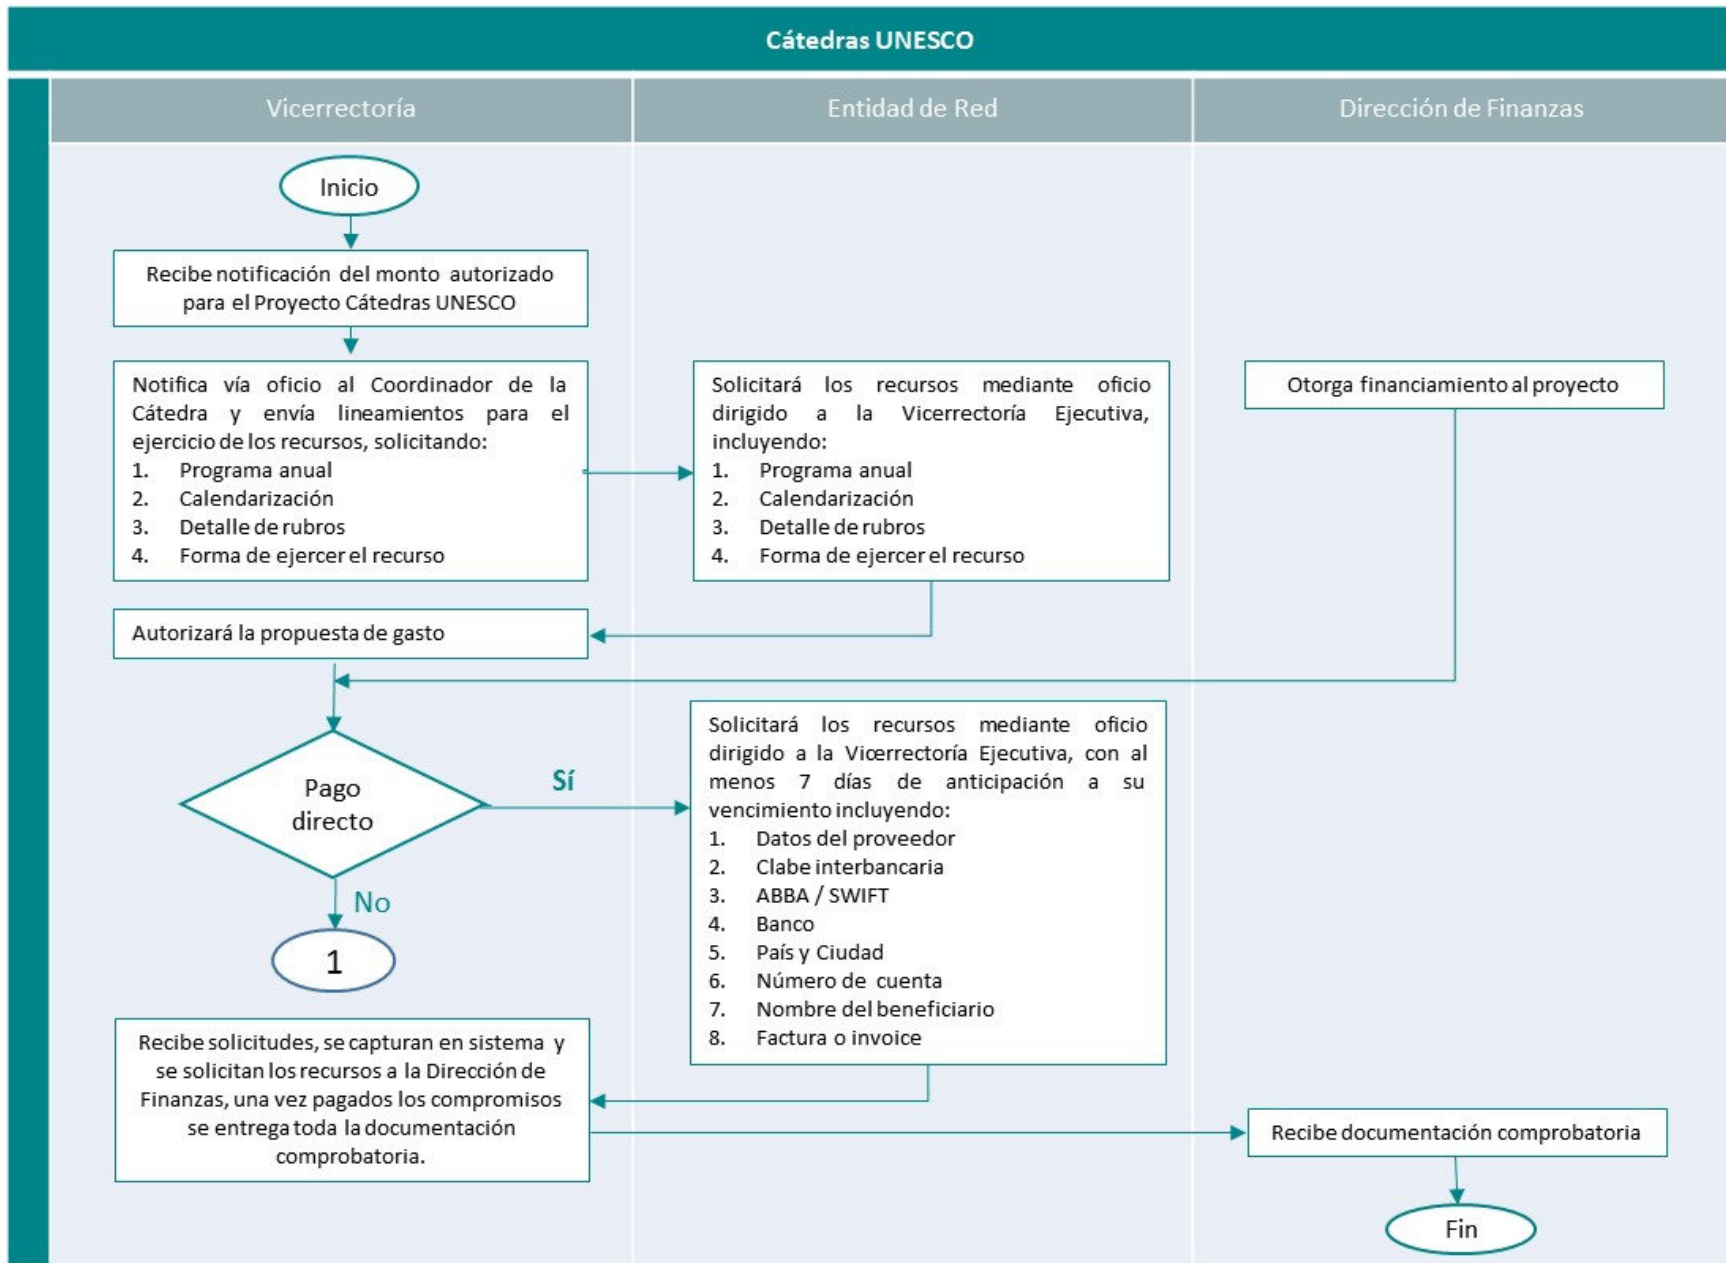 Cátedras UNESCO
Vicerrectoría
Entidad de Red
Dirección de Finanzas
Inicio
Recibe notificación del monto autorizado
para el Proyecto Cátedras UNESCO
Notifica vía oficio al Coordinador de la
Cátedra y envía lineamientos para el
ejercicio de los recursos, solicitando:
1. Programa anual
2. Calendarización
3. Detalle de rubros
4. Forma de ejercer el recurso
Solicitará los recursos mediante oficio
dirigido a la Vicerrectoría Ejecutiva,
incluyendo:
1. Programa anual
2. Calendarización
3. Detalle de rubros
4. Forma de ejercer el recurso
Otorga financiamiento al proyecto
Autorizará la propuesta de gasto
Pago
directo
Sí
No
1
Solicitará los recursos mediante oficio
dirigido a la Vicerrectoría Ejecutiva, con al
menos 7 días de anticipación a su
vencimiento incluyendo:
1. Datos del proveedor
2. Clabe interbancaria
3. ABBA / SWIFT
4. Banco
5. País y Ciudad
6. Número de cuenta
7. Nombre del beneficiario
8. Factura o invoice
Recibe solicitudes, se capturan en sistema y
se solicitan los recursos a la Dirección de
Finanzas, una vez pagados los compromisos
se entrega toda la documentación
comprobatoria.
Recibe documentación comprobatoria
Fin